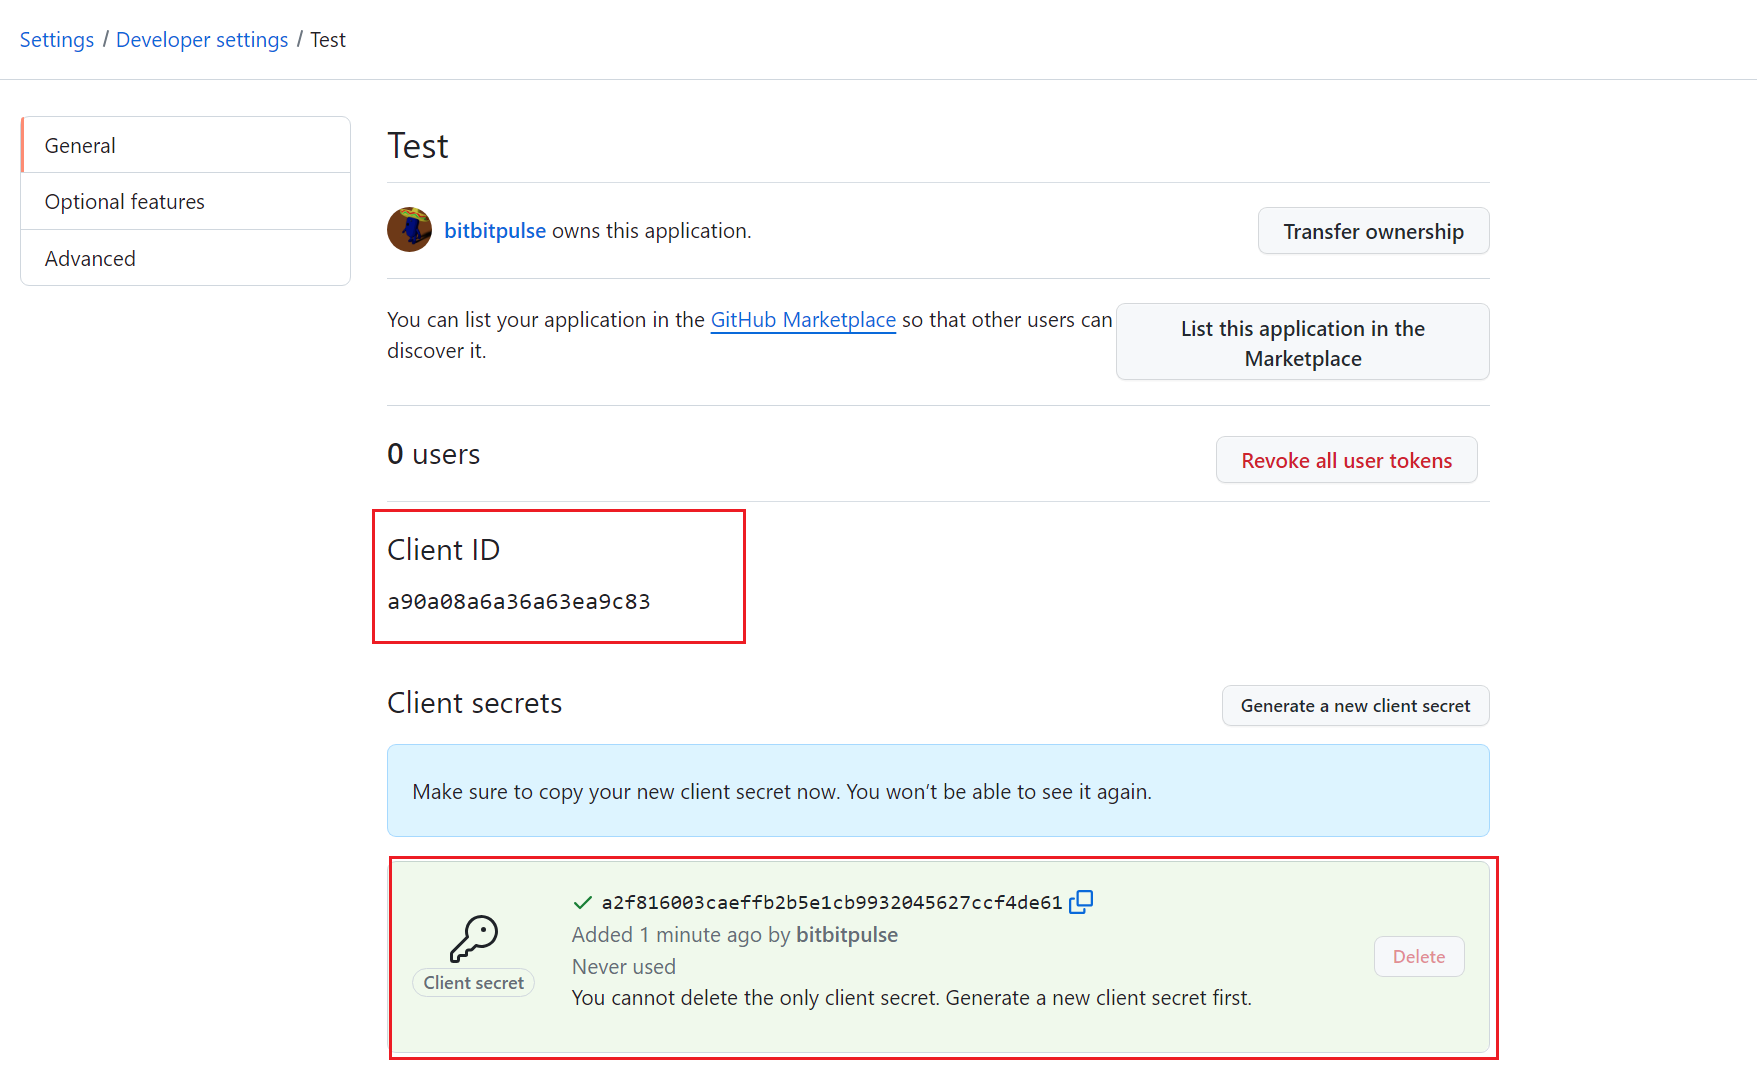 Settings / Developer settings / Test
General
Optional features
Advanced
Test
bitbitpulse owns this application.
Transfer ownership
You can list your application in the GitHub Marketplace so that other users can
discover it.
List this application in the
Marketplace
0 users
Revoke all user tokens
Client ID
a90a08a6a36a63ea9c83
Client secrets
Generate a new client secret
Make sure to copy your new client secret now. You won’t be able to see it again.
Client secret
a2f816003caeffb2b5e1cb9932045627ccf4de61
Added 1 minute ago by bitbitpulse
Never used
You cannot delete the only client secret. Generate a new client secret first.
Delete